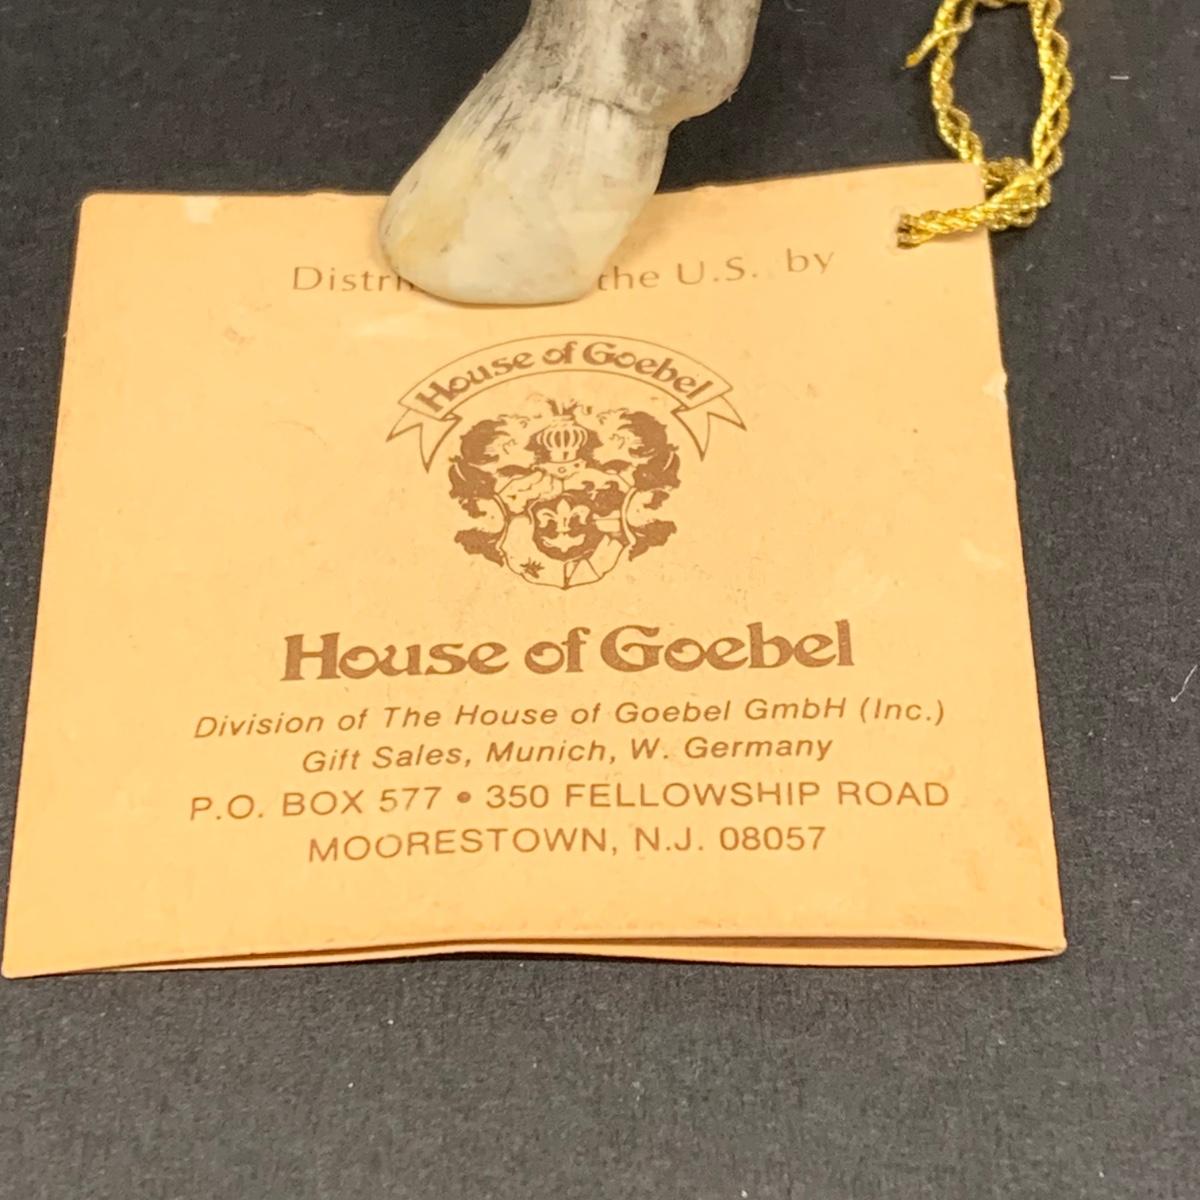 Distri the U.S. by
House of Goebel
House of Goebel
Division of The House of Goebel GmbH (Inc.)
Gift Sales, Munich, W. Germany
P.O. BOX 577 • 350 FELLOWSHIP ROAD
MOORESTOWN, N.J. 08057